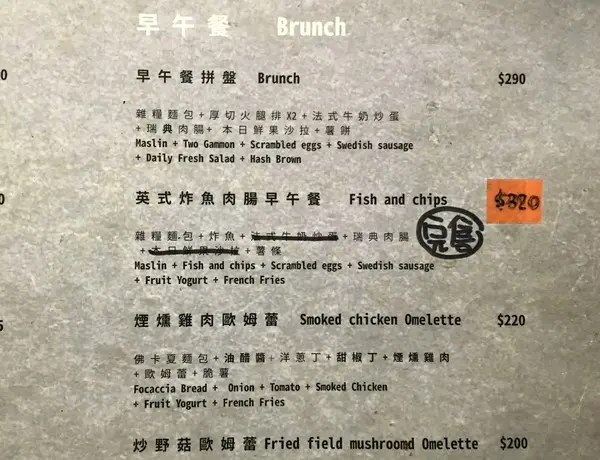 早午餐 Brunch
早午餐拼盤 Brunch $290
雜糧麵包+厚切火腿排X2+法式牛奶炒蛋
+瑞典肉腸+本日鮮果沙拉+薯餅
Maslin + Two Gammon + Scrambled eggs + Swedish sausage
+ Daily Fresh Salad + Hash Brown
英式炸魚肉腸早午餐 Fish and chips $320
完售
雜糧麵包+炸魚+法式牛奶炒蛋+瑞典肉腸
+本日鮮果沙拉+薯條
Maslin + Fish and chips + Scrambled eggs + Swedish sausage
+ Fruit Yogurt + French Fries
煙燻雞肉歐姆蕾 Smoked chicken Omelette $220
佛卡夏麵包+油醋醬+洋蔥丁+甜椒丁+煙燻雞肉
+歐姆蕾+脆薯
Focaccia Bread + Onion + Tomato + Smoked Chicken
+ Fruit Yogurt + French Fries
炒野菇歐姆蕾 Fried field mushroomd Omelette $200